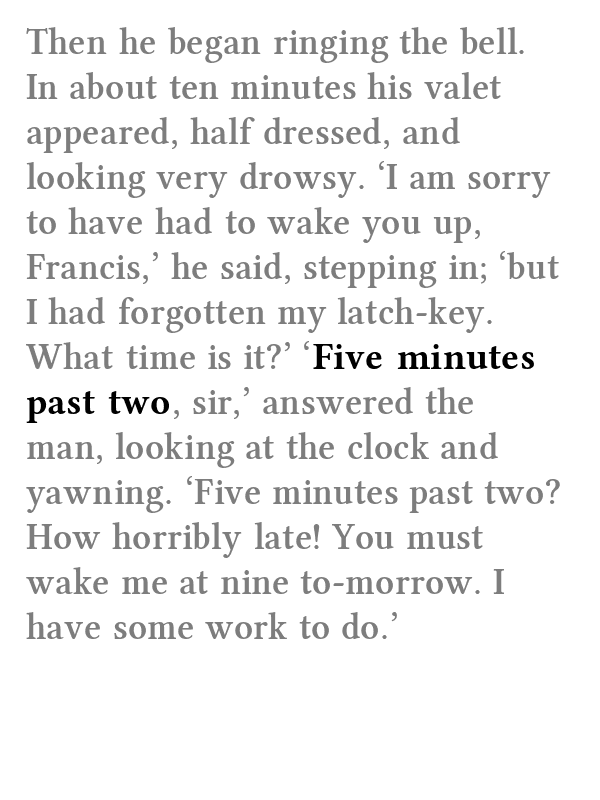 Then he began ringing the bell.
In about ten minutes his valet
appeared, half dressed, and
looking very drowsy. ‘I am sorry
to have had to wake you up,
Francis,’ he said, stepping in; ‘but
I had forgotten my latch-key.
What time is it?’ ‘Five minutes
past two, sir,’ answered the
man, looking at the clock and
yawning. ‘Five minutes past two?
How horribly late! You must
wake me at nine to-morrow. I
have some work to do.’